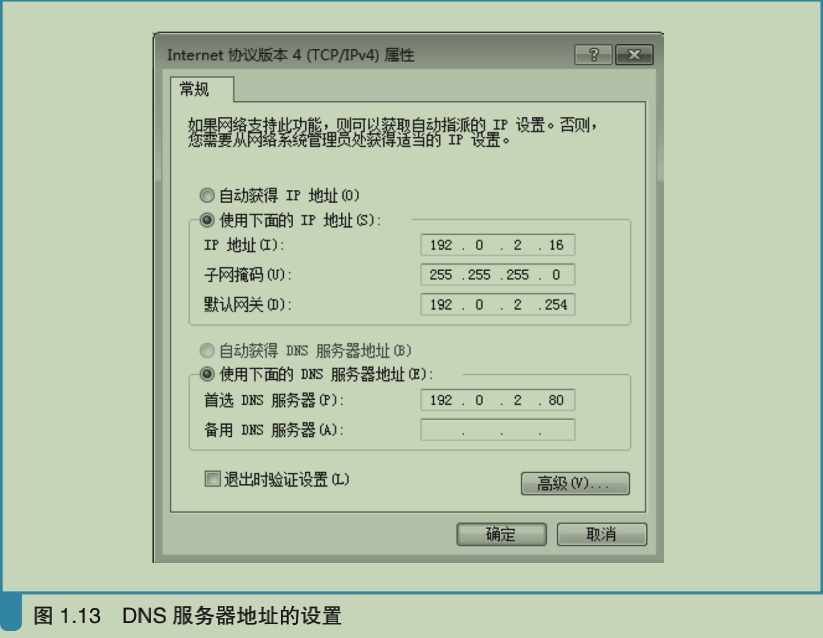 Internet 协议版本 4 (TCP/IPv4) 属性
常规
如果网络支持此功能，则可以获取自动指派的 IP 设置。否则，
您需要从网络系统管理员处获得适当的 IP 设置。
自动获得 IP 地址(O)
使用下面的 IP 地址(S):
IP 地址(I): 192 . 0 . 2 . 16
子网掩码(U): 255 .255 .255 . 0
默认网关(D): 192 . 0 . 2 .254
自动获得 DNS 服务器地址(B)
使用下面的 DNS 服务器地址(E):
首选 DNS 服务器(P): 192 . 0 . 2 . 80
备用 DNS 服务器(A): . . .
退出时验证设置(L)
高级(V)...
确定 取消
图 1.13 DNS 服务器地址的设置